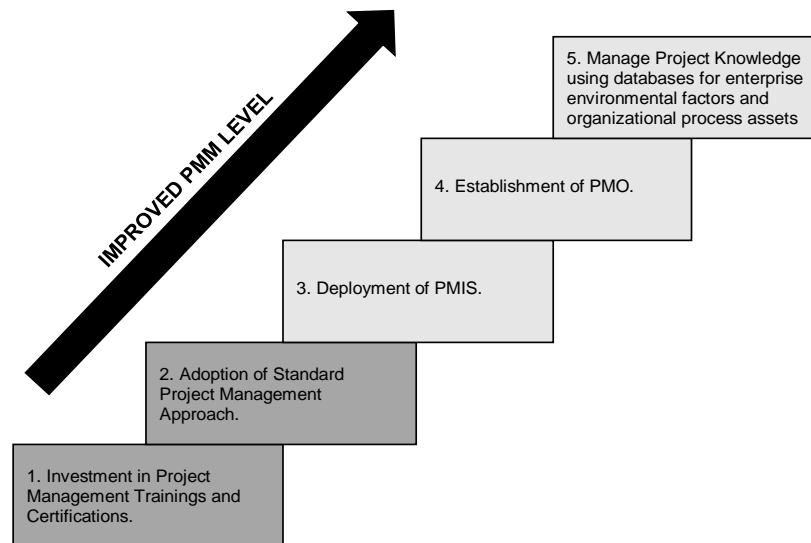 5. Manage Project Knowledge
using databases for enterprise
environmental factors and
organizational process assets
IMPROVED PMM LEVEL
4. Establishment of PMO.
3. Deployment of PMIS.
2. Adoption of Standard
Project Management
Approach.
1. Investment in Project
Management Trainings and
Certifications.